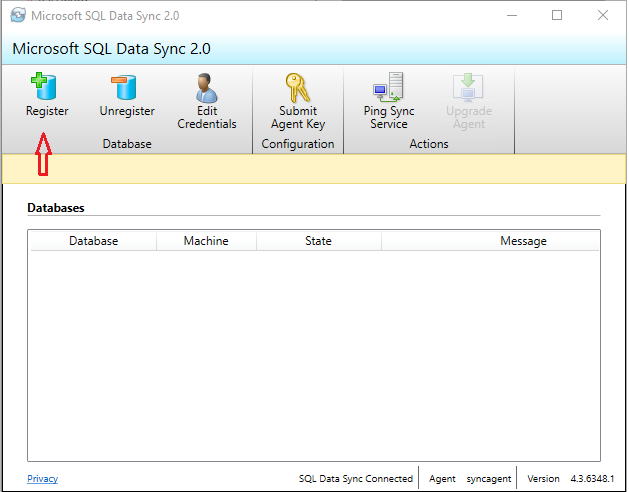 Microsoft SQL Data Sync 2.0
Microsoft SQL Data Sync 2.0
Register
Unregister
Edit
Credentials
Submit
Agent Key
Ping Sync
Service
Upgrade
Agent
Database
Configuration
Actions
Databases
Database Machine State Message
Privacy SQL Data Sync Connected Agent syncagent Version 4.3.6348.1